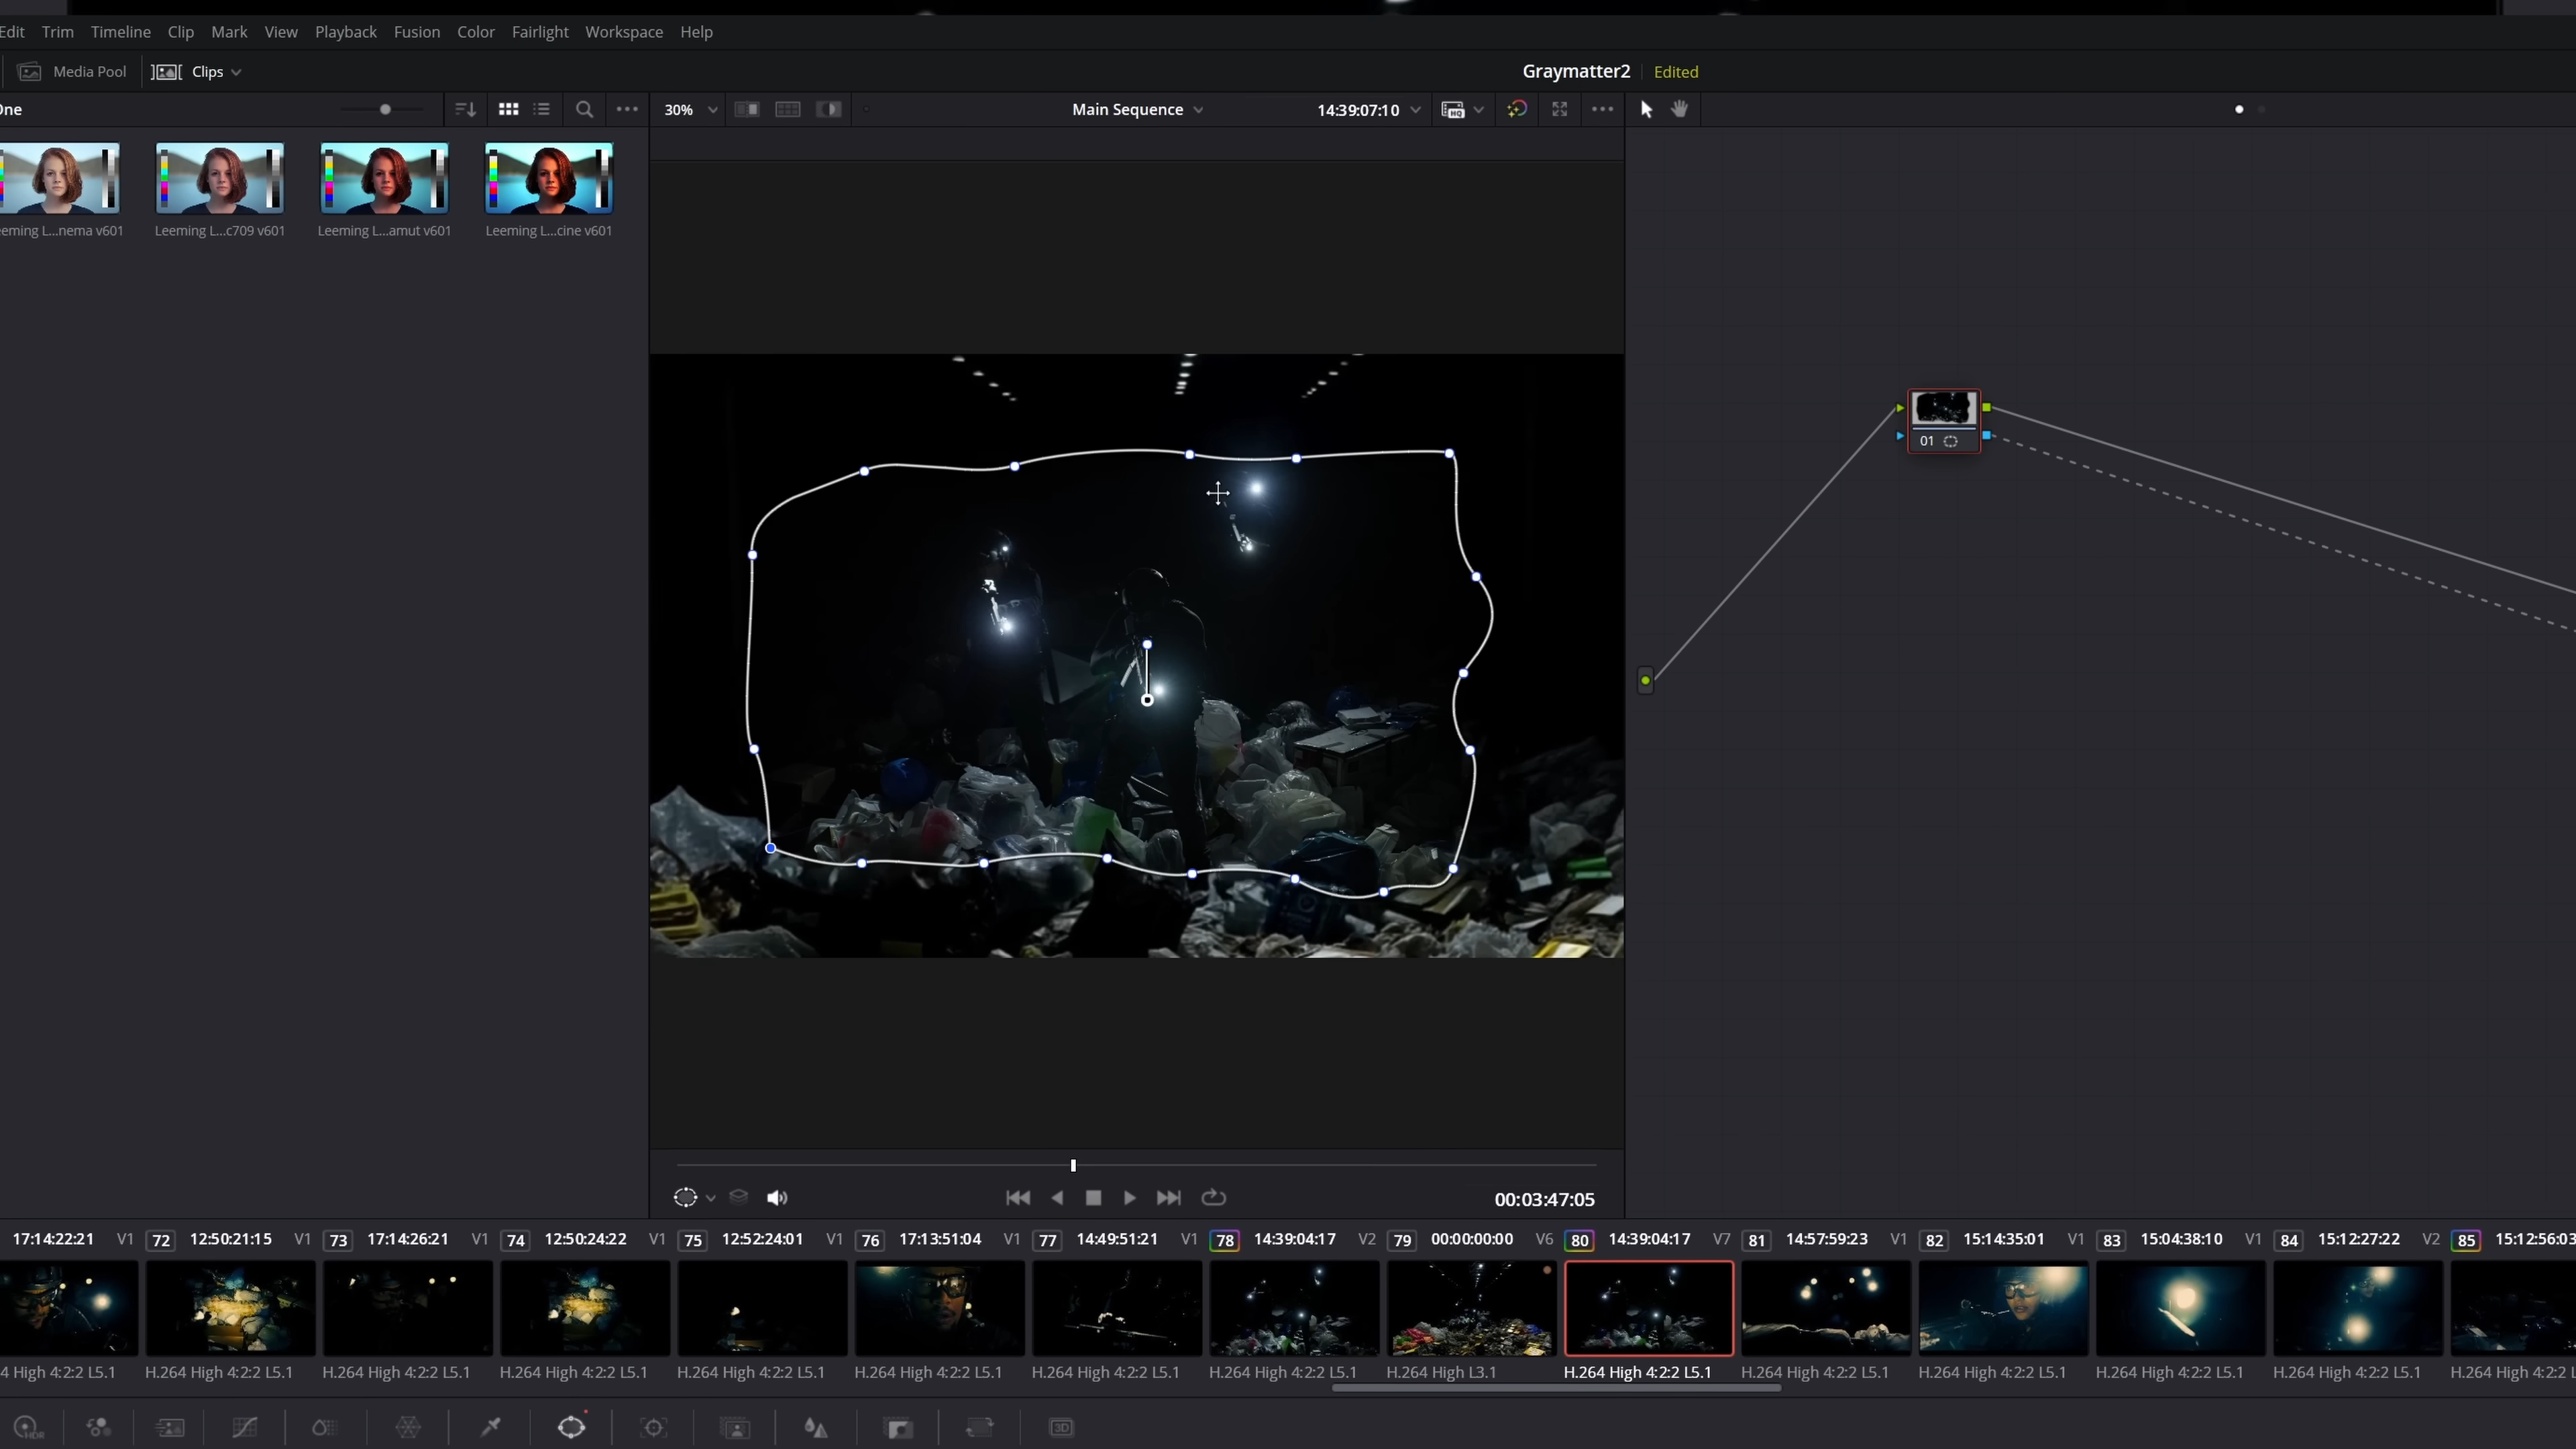 Edit Trim Timeline Clip Mark View Playback Fusion Color Fairlight Workspace Help
Media Pool Clips Graymatter2 Edited
One 30% Main Sequence 14:39:07:10
eming L...nema v601 Leeming L...c709 v601 Leeming L...amut v601 Leeming L...cine v601
01
00:03:47:05
17:14:22:21 V1 72 12:50:21:15 V1 73 17:14:26:21 V1 74 12:50:24:22 V1 75 12:52:24:01 V1 76 17:13:51:04 V1 77 14:49:51:21 V1 78 14:39:04:17 V2 79 00:00:00:00 V6 80 14:39:04:17 V7 81 14:57:59:23 V1 82 15:14:35:01 V1 83 15:04:38:10 V1 84 15:12:27:22 V2 85 15:12:56:03
4 High 4:2:2 L5.1 H.264 High 4:2:2 L5.1 H.264 High 4:2:2 L5.1 H.264 High 4:2:2 L5.1 H.264 High 4:2:2 L5.1 H.264 High 4:2:2 L5.1 H.264 High 4:2:2 L5.1 H.264 High 4:2:2 L5.1 H.264 High L3.1 H.264 High 4:2:2 L5.1 H.264 High 4:2:2 L5.1 H.264 High 4:2:2 L5.1 H.264 High 4:2:2 L5.1 H.264 High 4:2:2 L5.1 H.264 High 4:2:2 L
HDR 3D